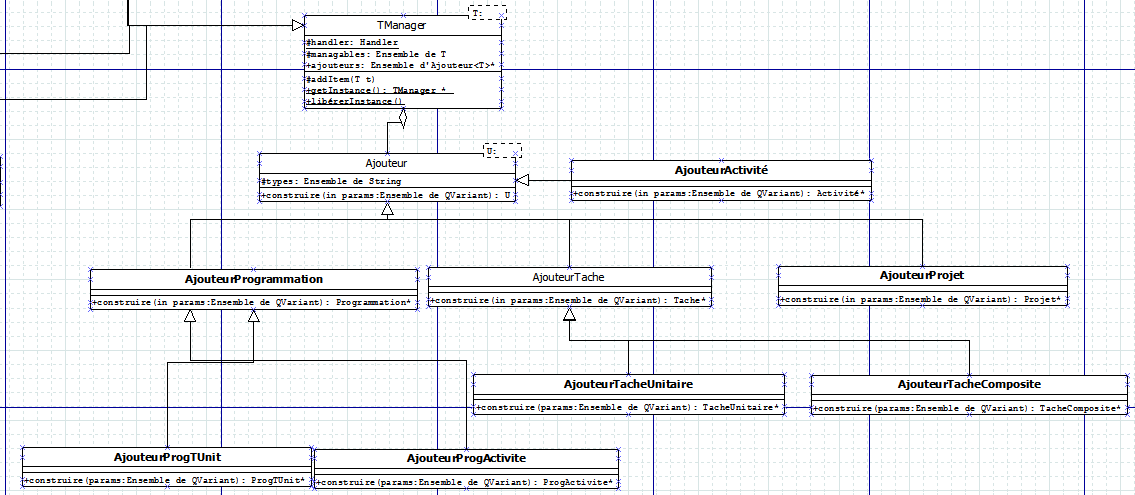 T:
TManager
#handler: Handler
#managables: Ensemble de T
+ajouteurs: Ensemble d'Ajouteur<T>*
#addItem(T t)
+getInstance(): TManager *
+libérerInstance()
U:
Ajouteur
#types: Ensemble de String
+construire(in params:Ensemble de QVariant): U
AjouteurActivité
+construire(in params:Ensemble de QVariant): Activité*
AjouteurProgrammation
+construire(in params:Ensemble de QVariant): Programmation*
AjouteurTache
+construire(in params:Ensemble de QVariant): Tache*
AjouteurProjet
+construire(in params:Ensemble de QVariant): Projet*
AjouteurTacheUnitaire
+construire(params:Ensemble de QVariant): TacheUnitaire*
AjouteurTacheComposite
+construire(params:Ensemble de QVariant): TacheComposite*
AjouteurProgTUnit
+construire(params:Ensemble de QVariant): ProgTUnit*
AjouteurProgActivite
+construire(params:Ensemble de QVariant): ProgActivite*